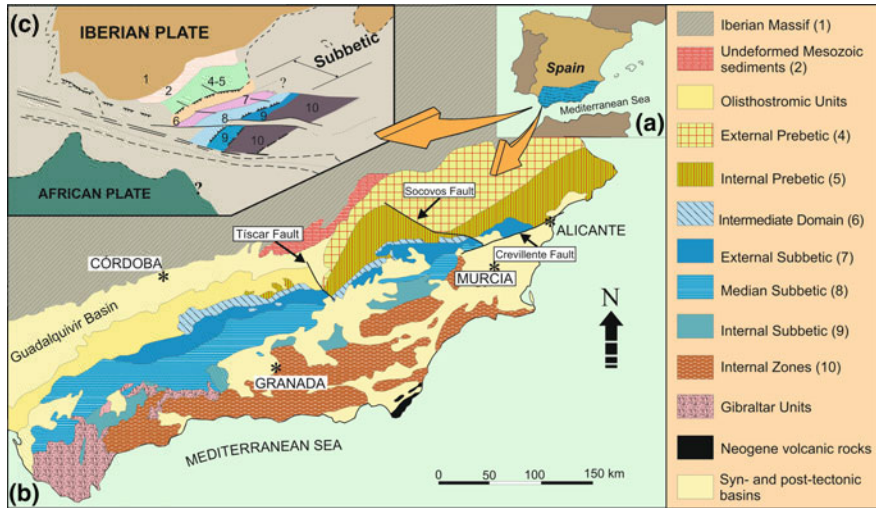 (c)
IBERIAN PLATE
Subbetic
1
2
4-5
?
7
10
6
8
9
10
9
AFRICAN PLATE
?
Spain
Mediterranean Sea
(a)
Socovos Fault
Tíscar Fault
ALICANTE
Crevillente Fault
CÓRDOBA
MURCIA
Guadalquivir Basin
N
GRANADA
MEDITERRANEAN SEA
0 50 100 150 km
(b)
Iberian Massif (1)
Undeformed Mesozoic
sediments (2)
Olisthostromic Units
External Prebetic (4)
Internal Prebetic (5)
Intermediate Domain (6)
External Subbetic (7)
Median Subbetic (8)
Internal Subbetic (9)
Internal Zones (10)
Gibraltar Units
Neogene volcanic rocks
Syn- and post-tectonic
basins